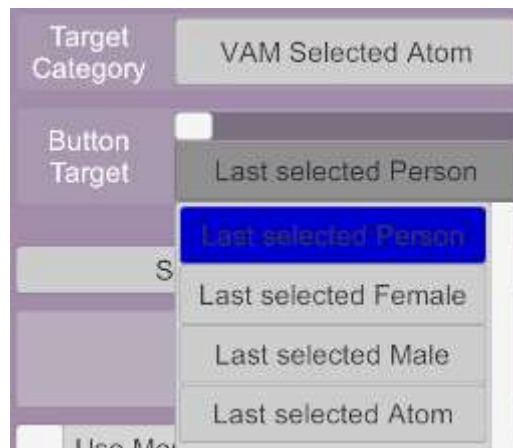 Target
Category
VAM Selected Atom
Button
Target
Last selected Person
Last selected Person
S
Last selected Female
Last selected Male
Last selected Atom
Use